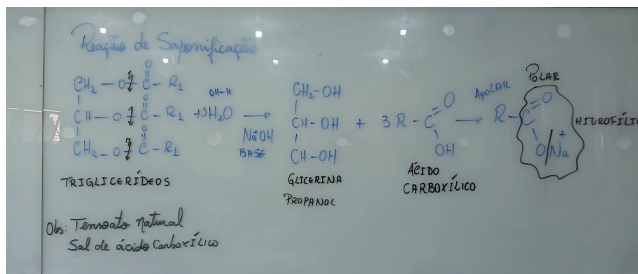 Reação de Saponificação
CH₂ — O — C — R₁
O
CH — O — C — R₁
O
CH₂ — O — C — R₁
O
TRIGLICERÍDEOS
OH-H
+3H₂O
NaOH
BASE
CH₂-OH
CH-OH
CH-OH
GLICERINA
PROPANOL
+ 3 R-C
O
OH
ÁCIDO
CARBOXÍLICO
APOLAR
R-C
O
ONa
+
POLAR
HIDROFÍLI
Obs: Tensoato Natural
Sal de ácido Carboxílico